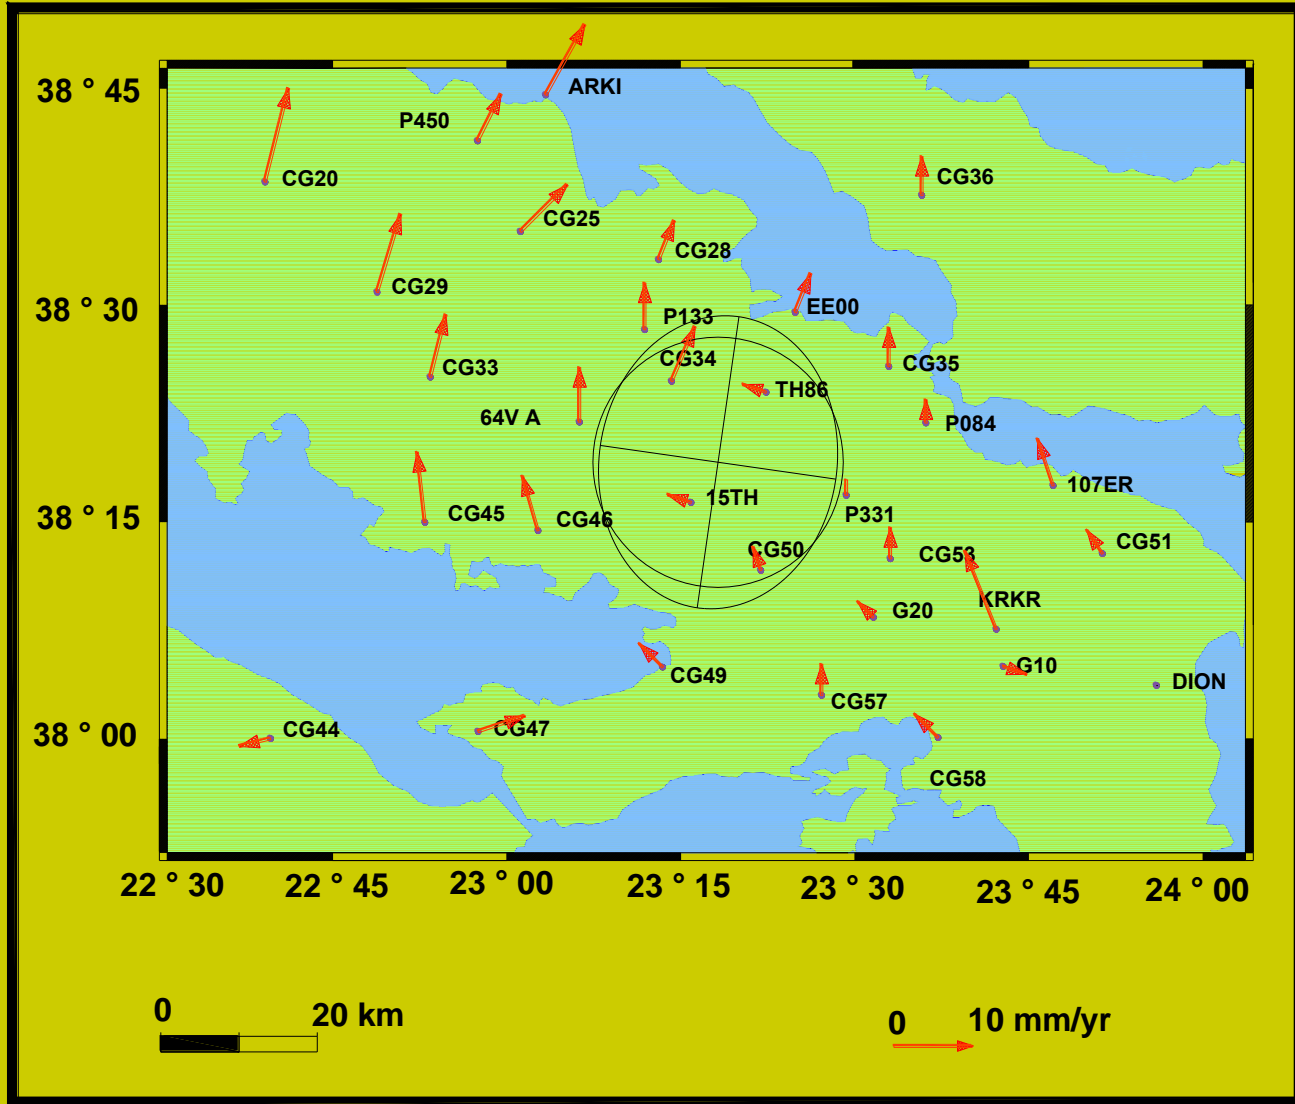 38 ° 45
ARKI
P450
CG20
CG36
CG25
CG28
CG29
38 ° 30
EE00
P133
CG34
CG33
CG35
TH86
64V A
P084
107ER
15TH
38 ° 15
CG45
CG46
P331
CG50
CG53
CG51
KRKR
G20
G10
CG49
DION
CG57
CG44
CG47
38 ° 00
CG58
22 ° 30
22 ° 45
23 ° 00
23 ° 15
23 ° 30
23 ° 45
24 ° 00
0 20 km
0 10 mm/yr